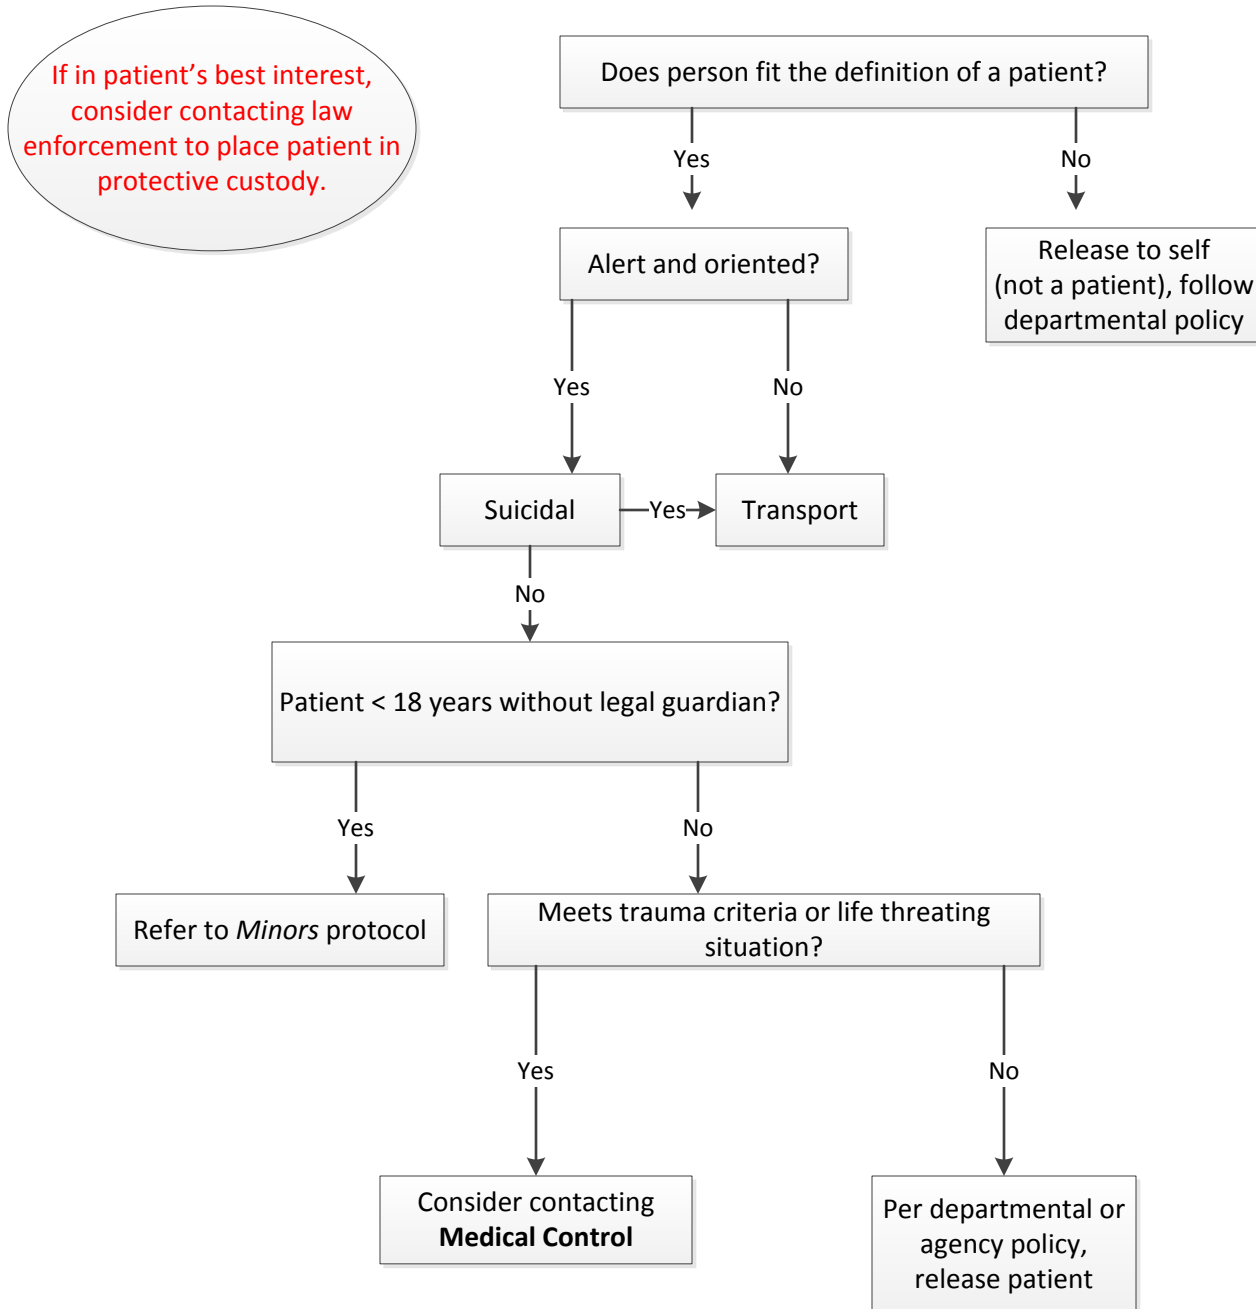 If in patient's best interest,
consider contacting law
enforcement to place patient in
protective custody.
Does person fit the definition of a patient?
Yes
No
Alert and oriented?
Release to self
(not a patient), follow
departmental policy
Yes
No
Suicidal
Yes
Transport
No
Patient < 18 years without legal guardian?
Yes
No
Refer to Minors protocol
Meets trauma criteria or life threating
situation?
Yes
No
Consider contacting
Medical Control
Per departmental or
agency policy,
release patient